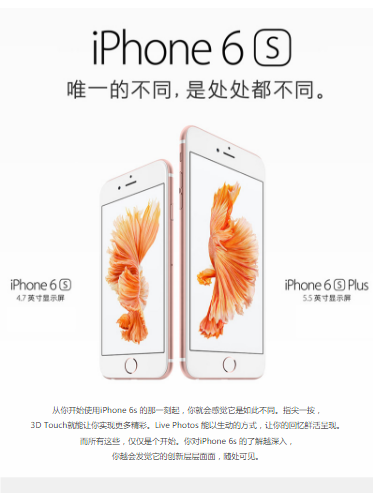 iPhone 6 S
唯一的不同，是处处都不同。
iPhone 6 S
4.7 英寸显示屏
iPhone 6 S Plus
5.5 英寸显示屏
从你开始使用iPhone 6s 的那一刻起，你就会感觉它是如此不同。指尖一按，
3D Touch就能让你实现更多精彩。Live Photos 能以生动的方式，让你的回忆鲜活呈现。
而所有这些，仅仅是个开始。你对iPhone 6s 的了解越深入，
你越会发觉它的创新层层面面，随处可见。